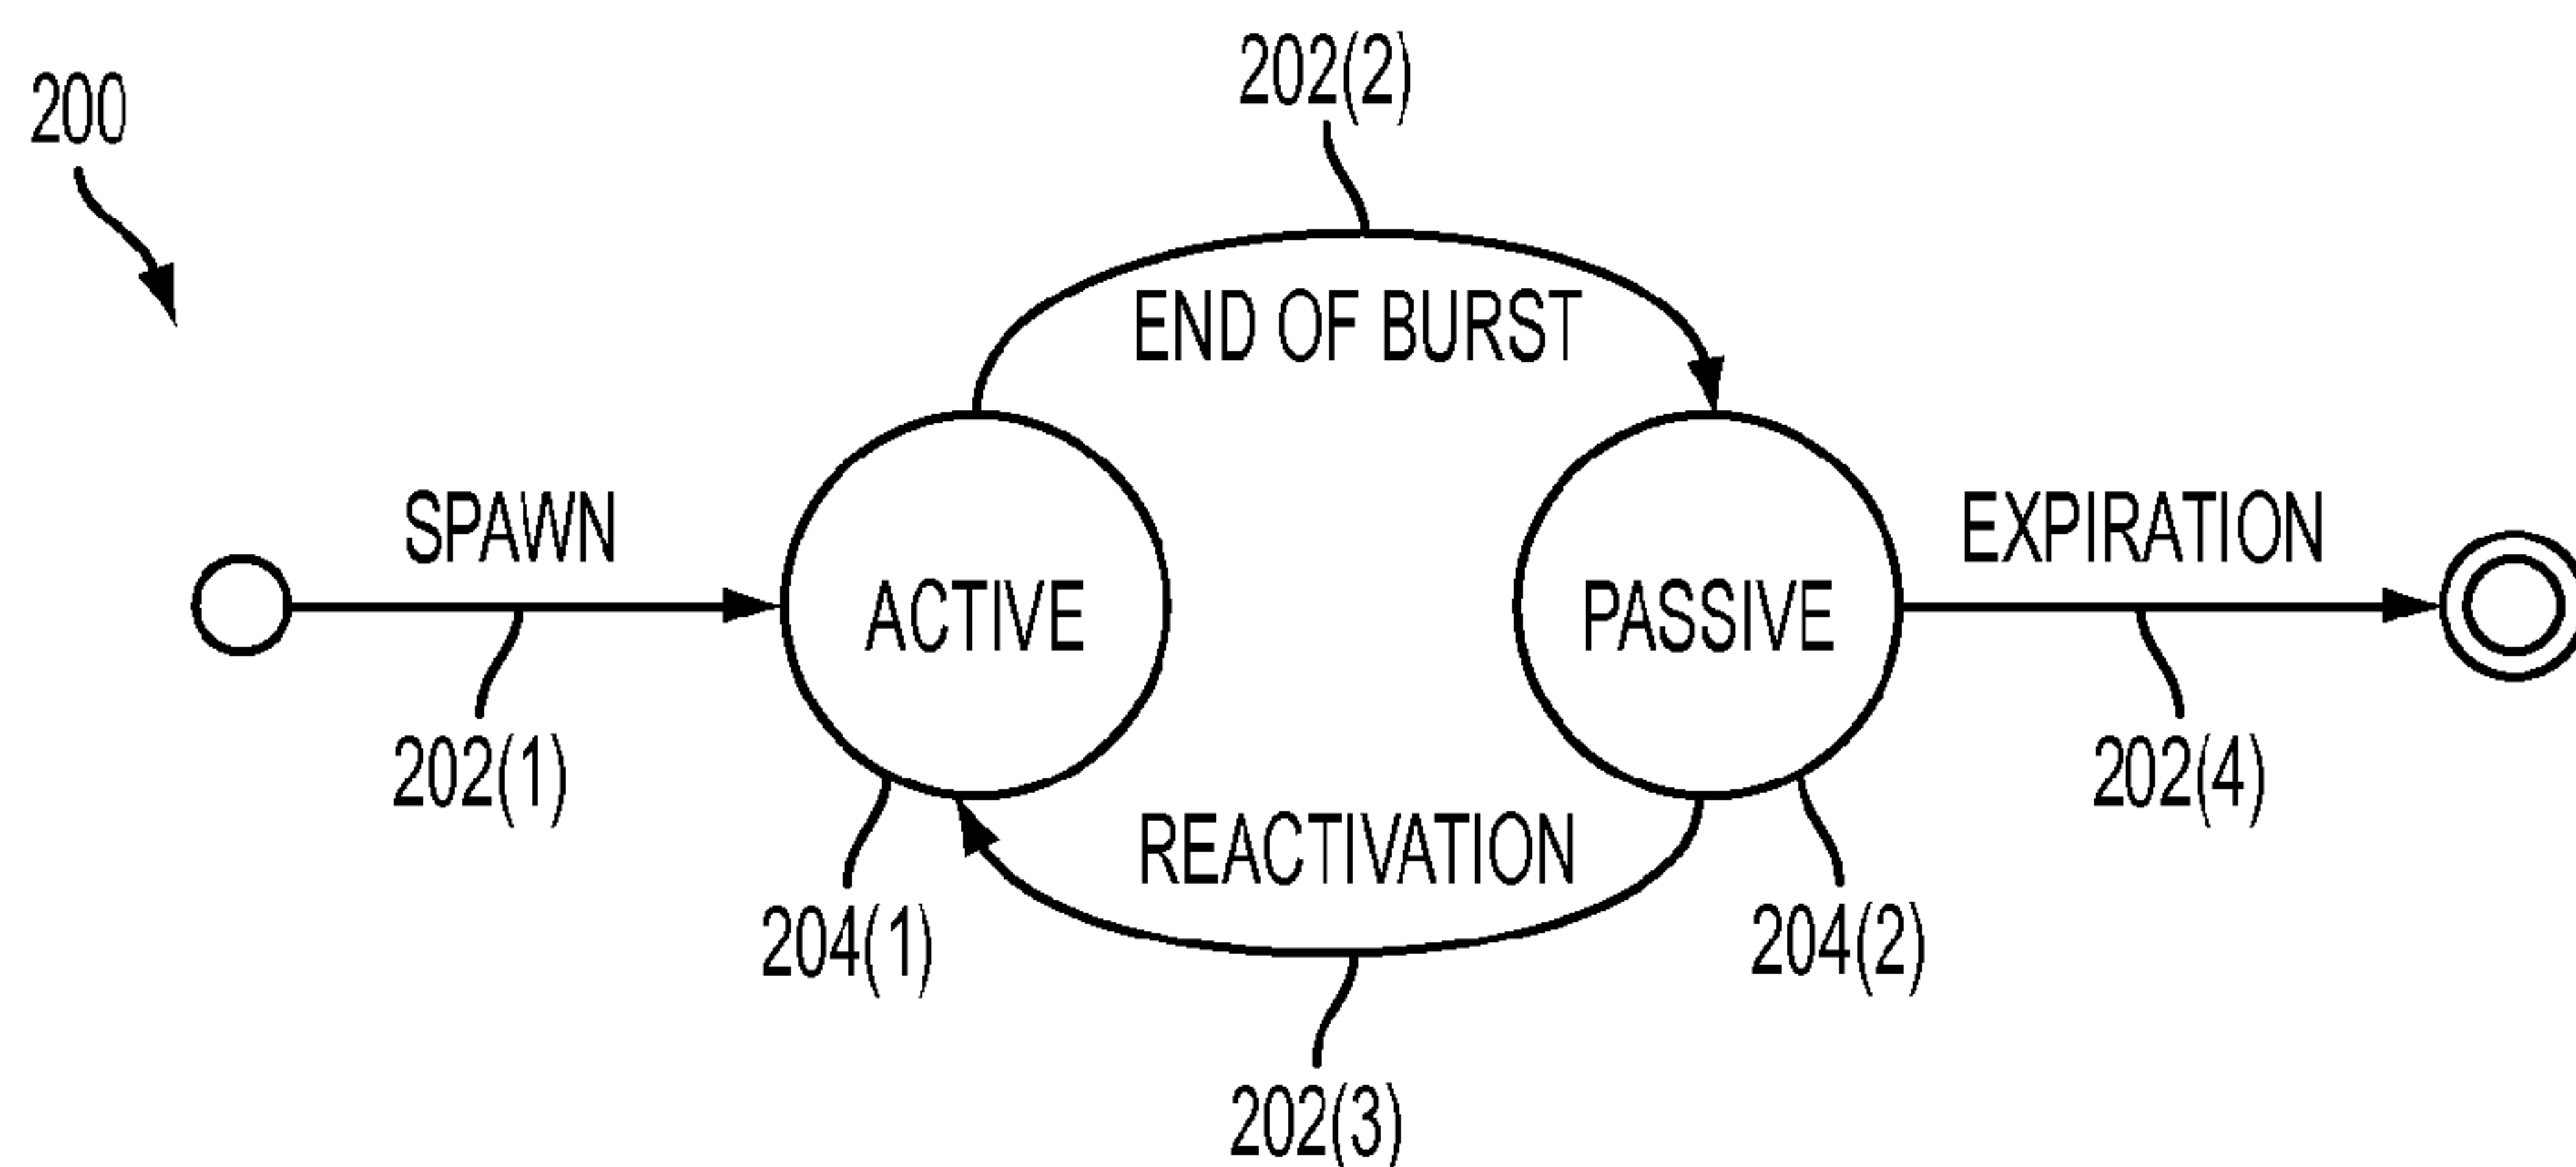 200
202(2)
END OF BURST
SPAWN
EXPIRATION
ACTIVE
PASSIVE
202(1)
202(4)
REACTIVATION
204(1)
204(2)
202(3)